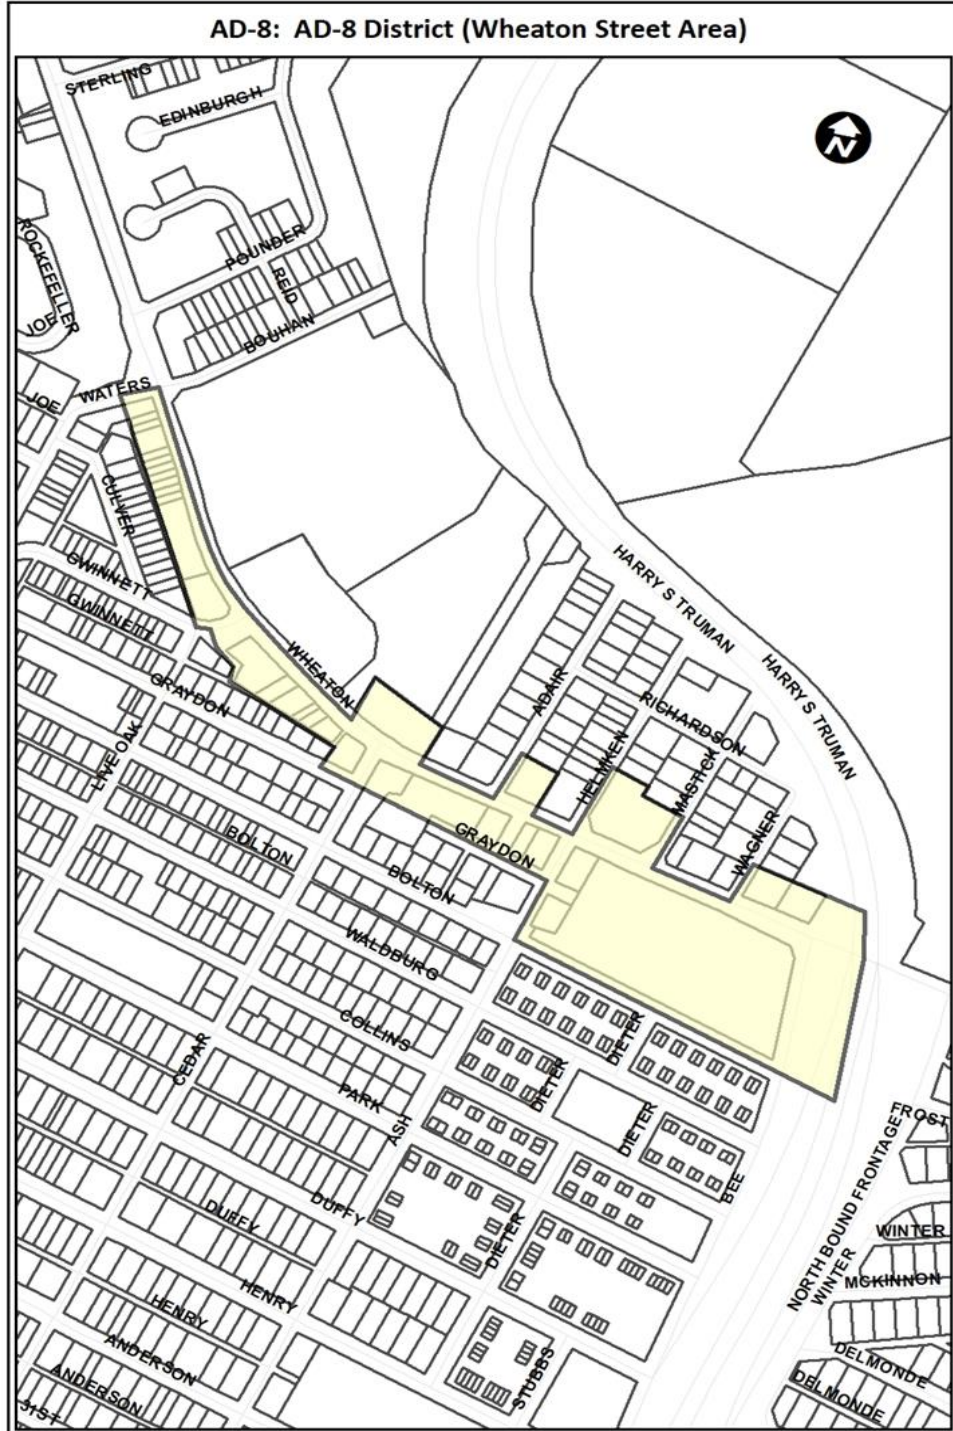 AD-8: AD-8 District (Wheaton Street Area)
STERLING
EDINBURGH
N
ROCKEFELLER
POUNDER
REID
JOE
BOUHAN
WATERS
JOE
CULVER
GWINNETT
GWINNETT
HARRY S TRUMAN
WHEATON
HARRY S TRUMAN
GRAYDON
ADAIR
RICHARDSON
LIVE OAK
HELMKEN
MASTICK
GRAYDON
WAGNER
BOLTON
BOLTON
WALDBURG
COLLINS
DIETER
CEDAR
DIETER
PARK
ASH
DIETER
FROST
BEE
NORTH BOUND FRONTAGE
DUFFY
DUFFY
DIETER
WINTER
WINTER
MCKINNON
HENRY
HENRY
ANDERSON
STUBBS
DELMONDE
ANDERSON
DELMONDE
31ST